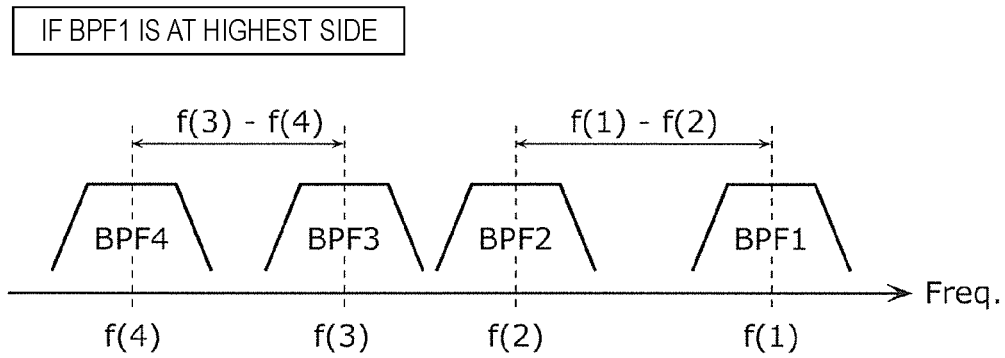 IF BPF1 IS AT HIGHEST SIDE
f(3) - f(4) f(1) - f(2)
BPF4 BPF3 BPF2 BPF1
Freq.
f(4) f(3) f(2) f(1)